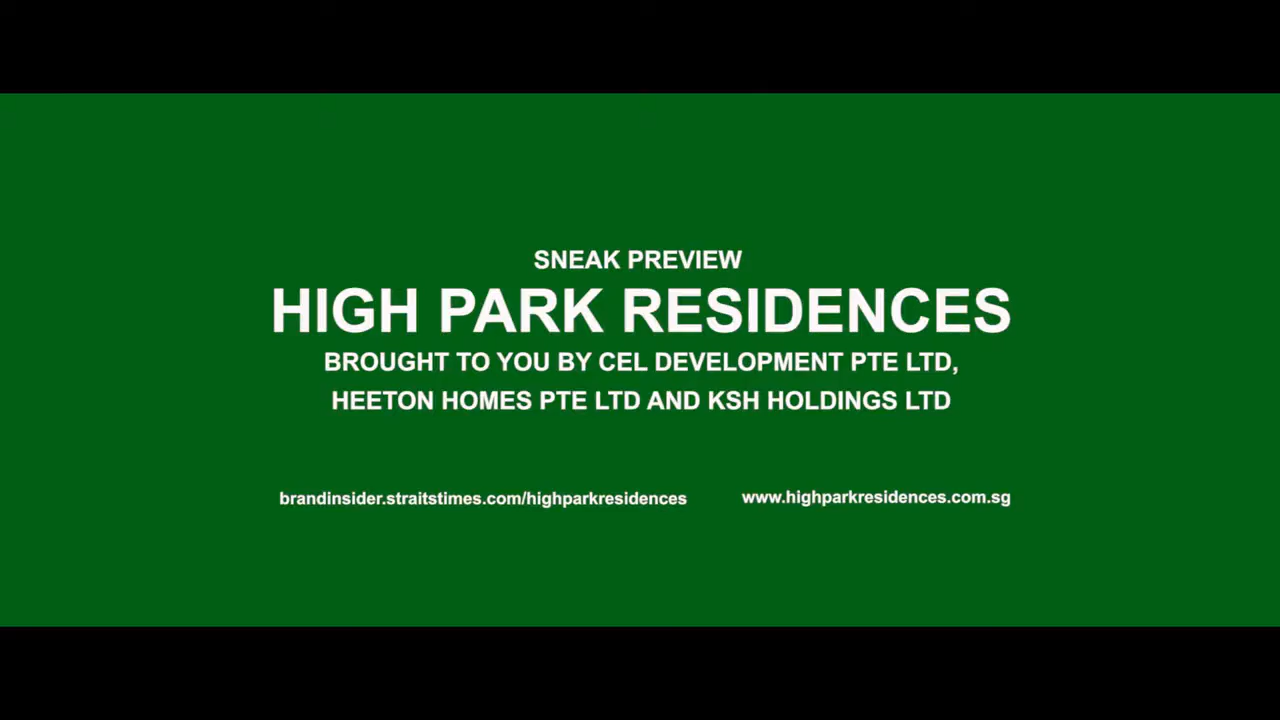 SNEAK PREVIEW
HIGH PARK RESIDENCES
BROUGHT TO YOU BY CEL DEVELOPMENT PTE LTD,
HEETON HOMES PTE LTD AND KSH HOLDINGS LTD
brandinsider.straitstimes.com/highparkresidences www.highparkresidences.com.sg